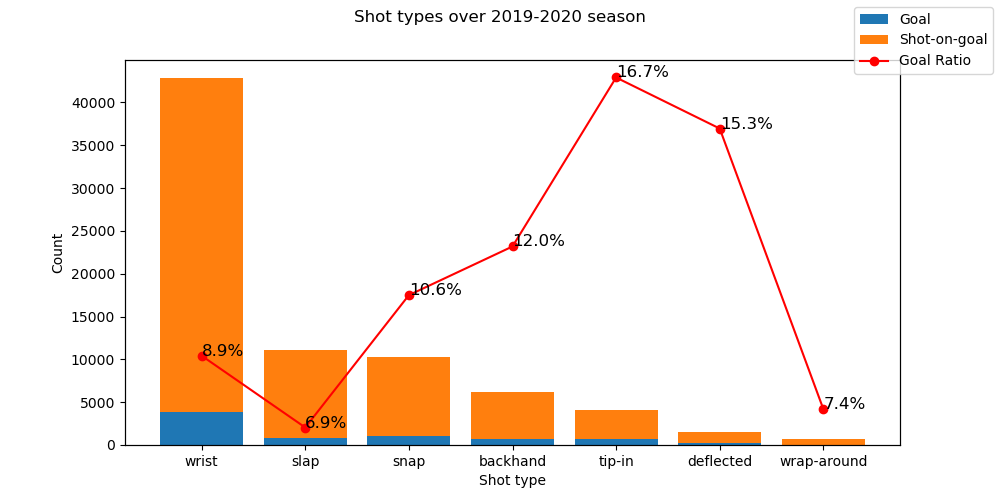 Shot types over 2019-2020 season
Goal
Shot-on-goal
Goal Ratio
Count
40000
35000
30000
25000
20000
15000
10000
5000
0
8.9%
6.9%
10.6%
12.0%
16.7%
15.3%
7.4%
wrist slap snap backhand tip-in deflected wrap-around
Shot type